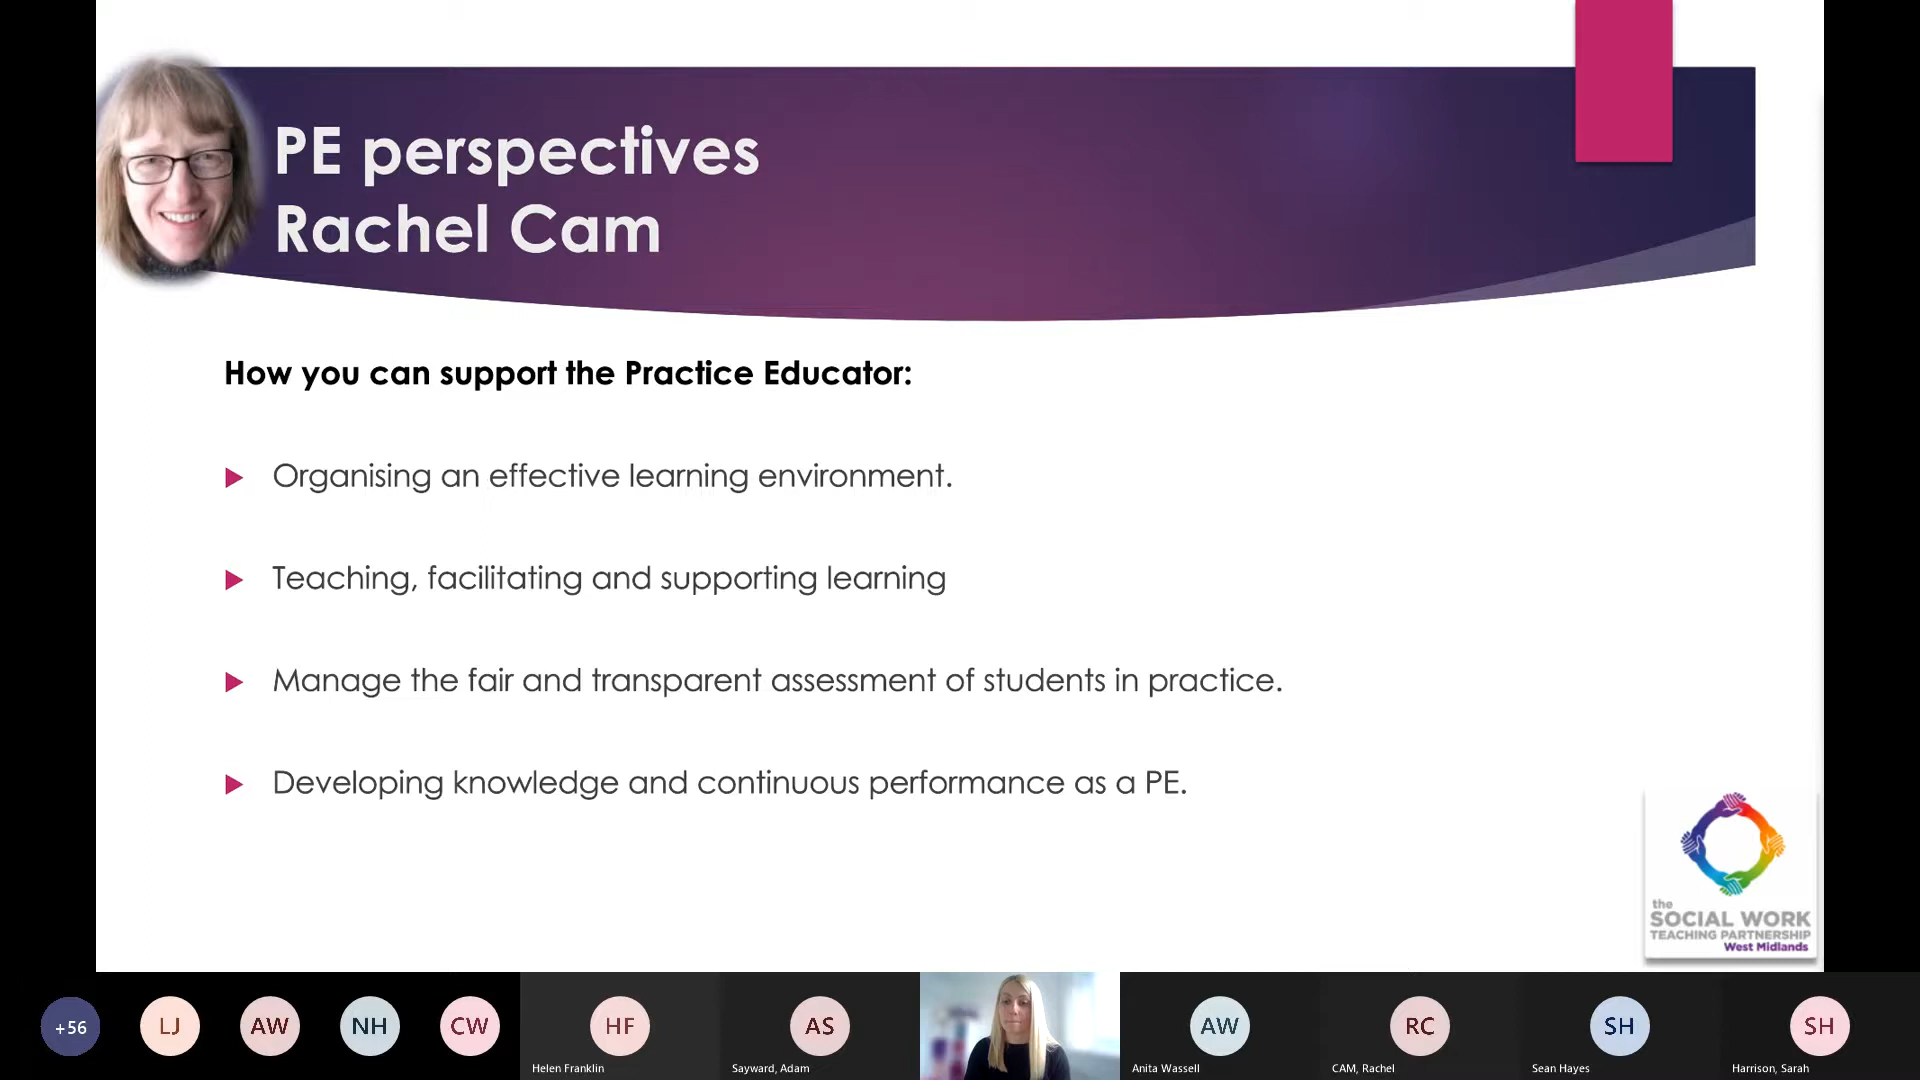 PE perspectives
Rachel Cam
How you can support the Practice Educator:
Organising an effective learning environment.
Teaching, facilitating and supporting learning
Manage the fair and transparent assessment of students in practice.
Developing knowledge and continuous performance as a PE.
the
SOCIAL WORK
TEACHING PARTNERSHIP
West Midlands
+56
LJ
AW
NH
CW
HF
Helen Franklin
AS
Sayward, Adam
AW
Anita Wassell
RC
CAM, Rachel
SH
Sean Hayes
SH
Harrison, Sarah